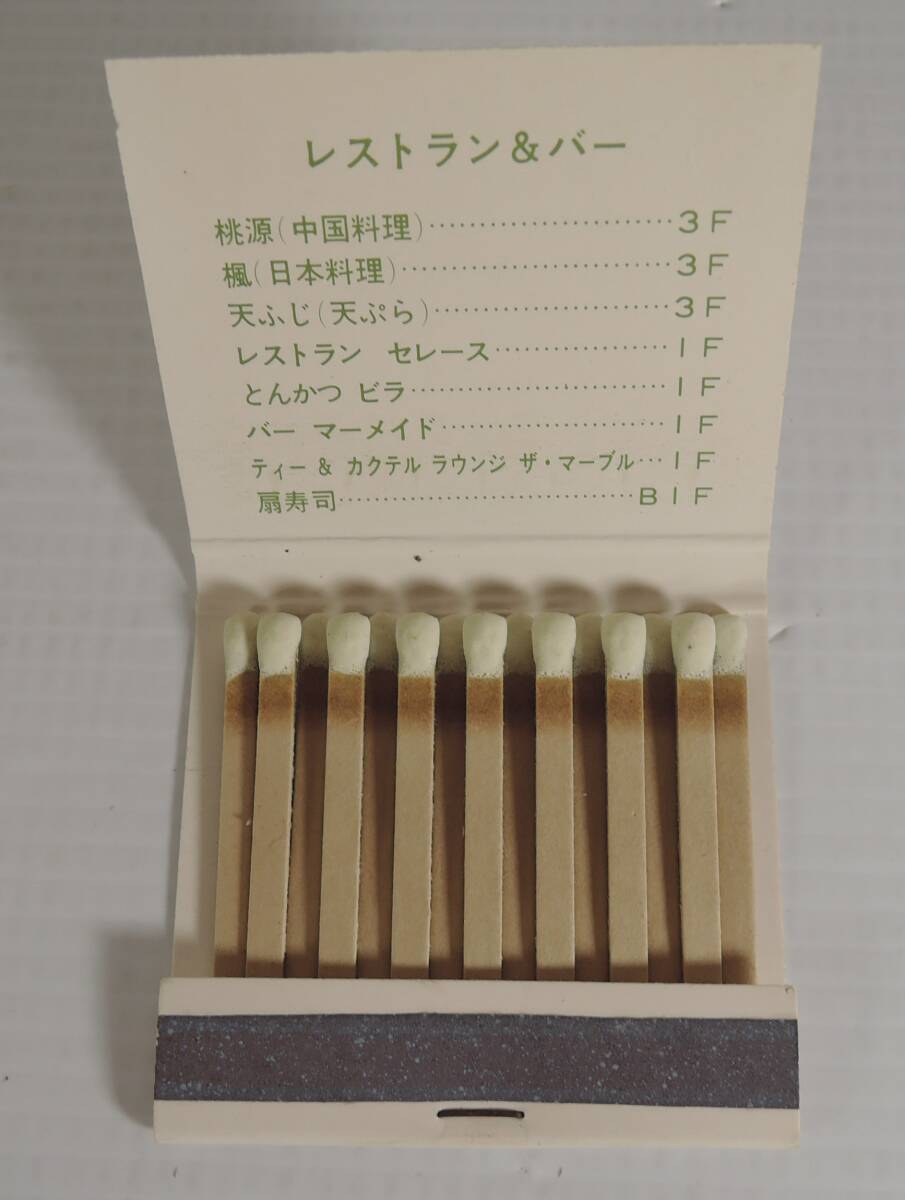 レストラン&バー
桃源(中国料理)························3F
楓(日本料理)···························3F
天ふじ(天ぷら)························3F
レストラン セレース··················1F
とんかつ ビラ··························1F
バー マーメイド·······················1F
ティー & カクテル ラウンジ ザ・マーブル···1F
扇寿司·································B1F